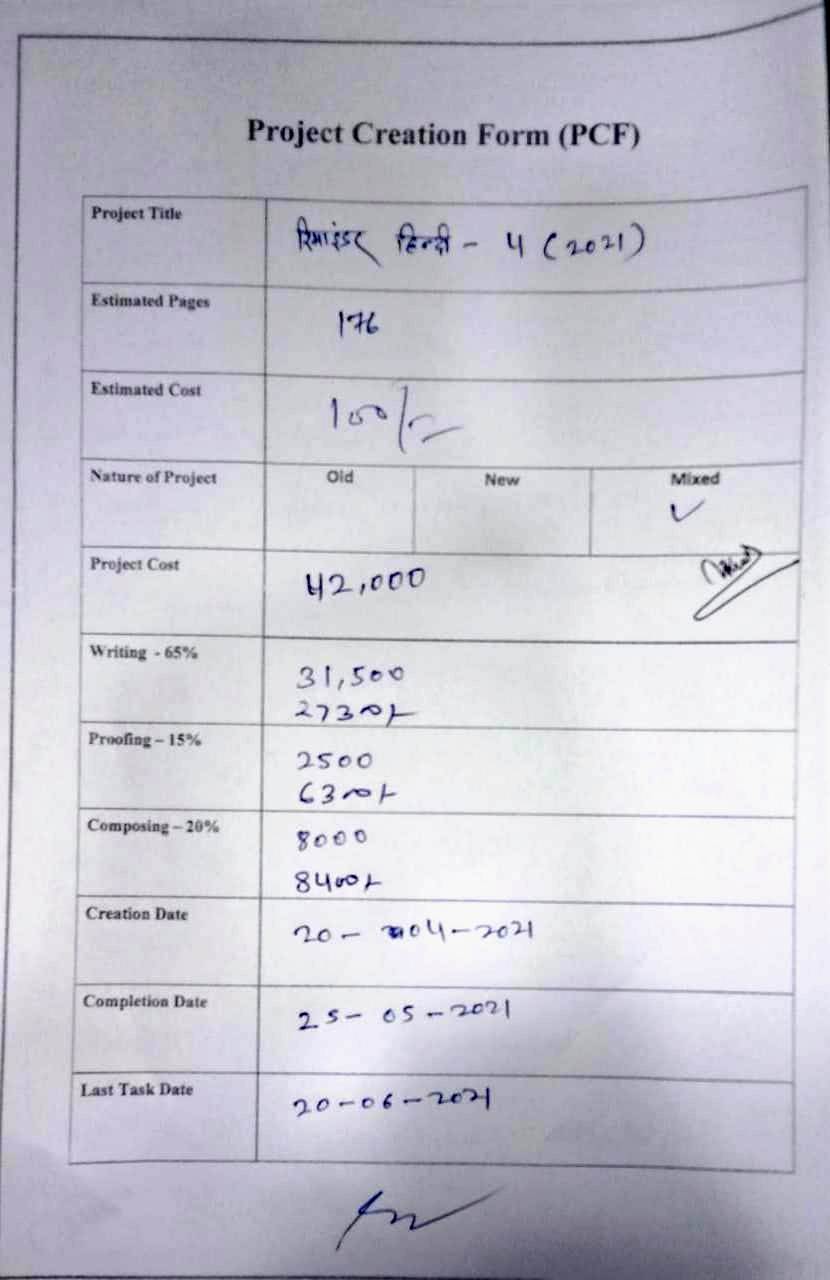 Project Creation Form (PCF)
Project Title
रिमाइंडर हिन्दी - 4 (2021)
Estimated Pages
176
Estimated Cost
100/-
Nature of Project
Old New Mixed
✓
Project Cost
42,000
Writing - 65%
31,500
27300/-
Proofing – 15%
2500
6300/-
Composing – 20%
8000
8400/-
Creation Date
20 - 04 - 2021
Completion Date
25 - 05 - 2021
Last Task Date
20 - 06 - 2021